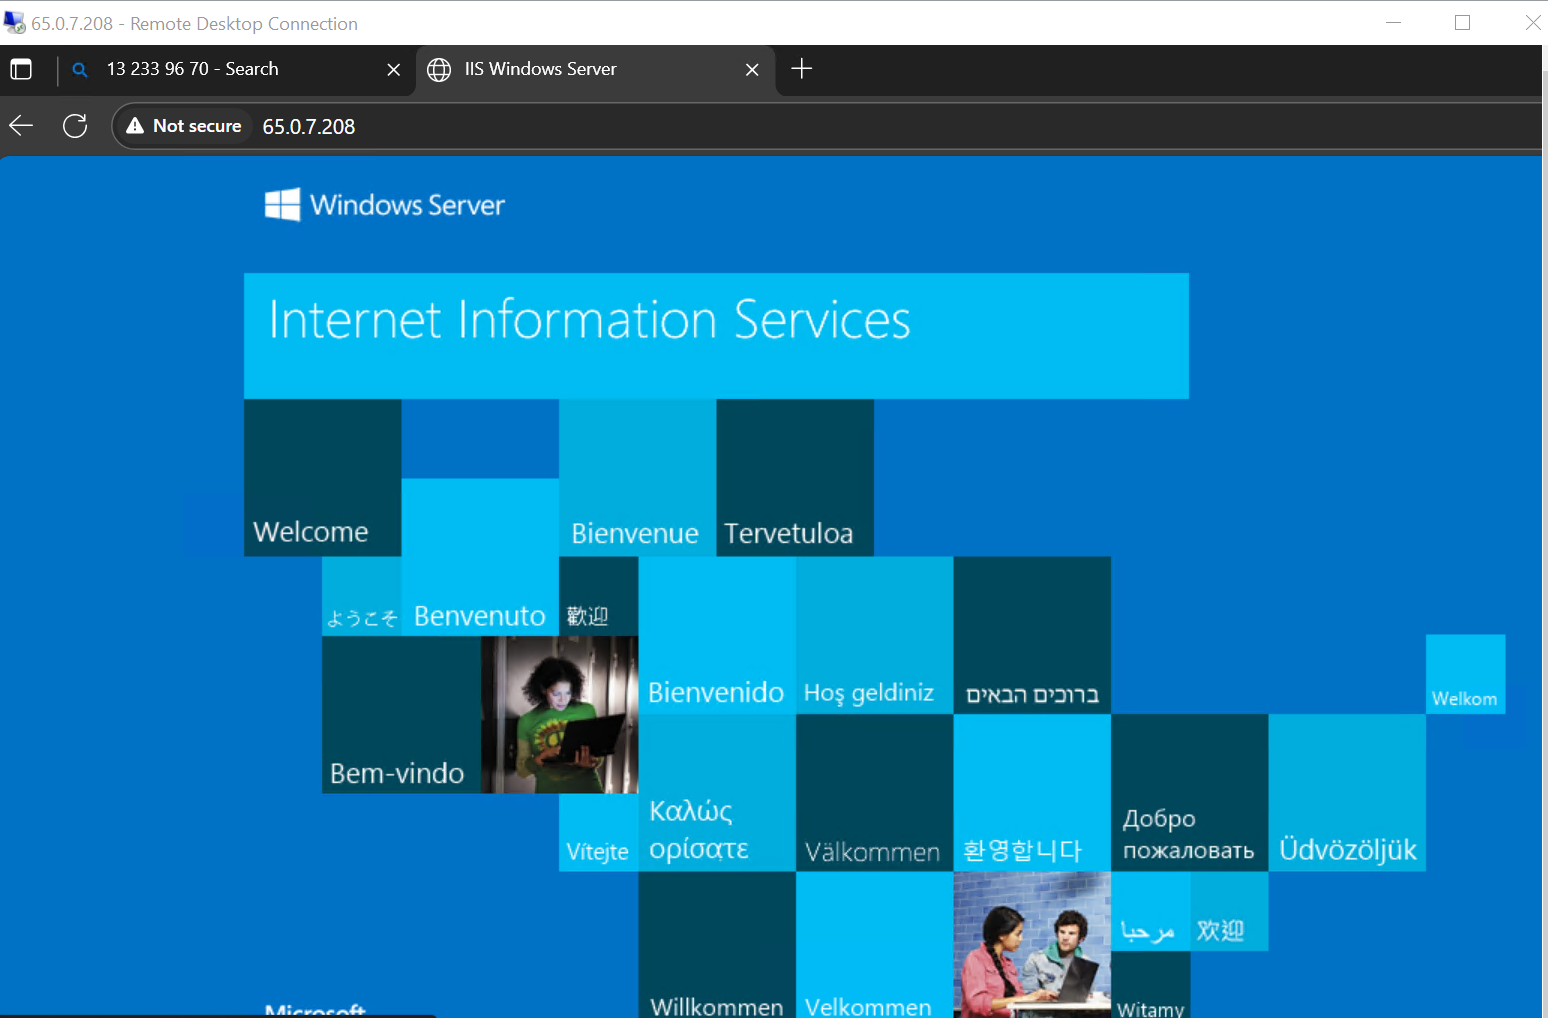 65.0.7.208 - Remote Desktop Connection
13 233 96 70 - Search
IIS Windows Server
Not secure
65.0.7.208
Windows Server
Internet Information Services
Welcome
Bienvenue
Tervetuloa
ようこそ
Benvenuto
歡迎
Bienvenido
Hoş geldiniz
ברוכים הבאים
Welkom
Bem-vindo
Vítejte
Καλώς
ορίσατε
Välkommen
환영합니다
Добро
пожаловать
Üdvözöljük
مرحبا
欢迎
Microsoft
Willkommen
Velkommen
Witamy